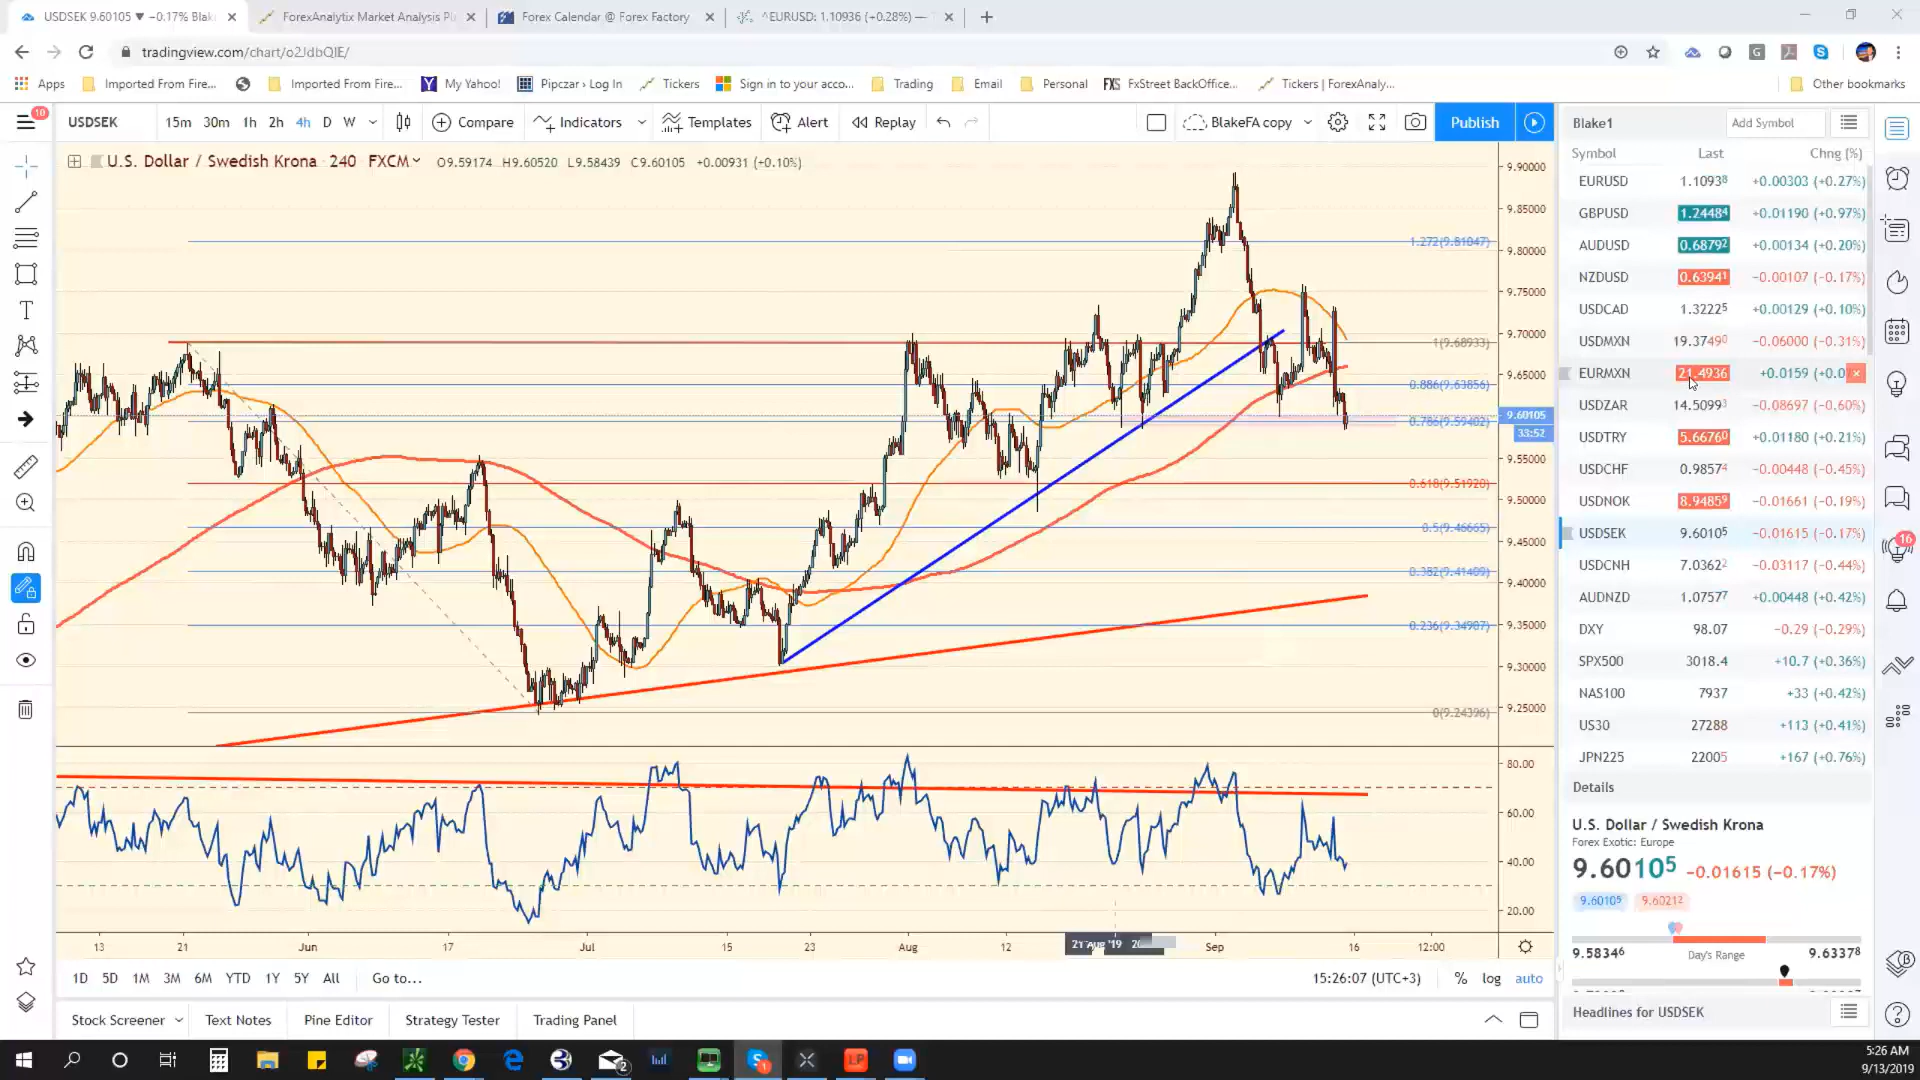 USDSEK 9.60105 ▼ −0.17% Blak
ForexAnalytix Market Analysis Pl
Forex Calendar @ Forex Factory
^EURUSD: 1.10936 (+0.28%) —
tradingview.com/chart/o2JdbQIE/
Apps
Imported From Fire...
Imported From Fire...
My Yahoo!
Pipczar › Log In
Tickers
Sign in to your acco...
Trading
Email
Personal
FXS FxStreet BackOffice...
Tickers | ForexAnaly...
Other bookmarks
10
USDSEK
15m 30m 1h 2h 4h D W
Compare
Indicators
Templates
Alert
Replay
BlakeFA copy
Publish
U.S. Dollar / Swedish Krona 240 FXCM
O9.59174 H9.60520 L9.58439 C9.60105 +0.00931 (+0.10%)
9.90000
9.85000
9.80000
9.75000
9.70000
9.65000
9.60105
33:52
9.55000
9.50000
9.45000
9.40000
9.35000
9.30000
9.25000
1.272(9.81047)
1(9.68933)
0.886(9.63856)
0.786(9.59402)
0.618(9.51920)
0.5(9.46665)
0.382(9.41409)
0.236(9.34907)
0(9.24396)
80.00
60.00
40.00
20.00
13 21 Jun 17 Jul 15 23 Aug 12 21 Aug '19 Sep 16 12:00
1D 5D 1M 3M 6M YTD 1Y 5Y All Go to...
15:26:07 (UTC+3) % log auto
Stock Screener
Text Notes
Pine Editor
Strategy Tester
Trading Panel
Blake1
Add Symbol
Symbol Last Chng (%)
EURUSD 1.10938 +0.00303 (+0.27%)
GBPUSD 1.24484 +0.01190 (+0.97%)
AUDUSD 0.68792 +0.00134 (+0.20%)
NZDUSD 0.63941 −0.00107 (−0.17%)
USDCAD 1.32225 +0.00129 (+0.10%)
USDMXN 19.37490 −0.06000 (−0.31%)
EURMXN 21.4936 +0.0159 (+0.0
USDZAR 14.50993 −0.08697 (−0.60%)
USDTRY 5.66760 +0.01180 (+0.21%)
USDCHF 0.98574 −0.00448 (−0.45%)
USDNOK 8.94859 −0.01661 (−0.19%)
USDSEK 9.60105 −0.01615 (−0.17%)
USDCNH 7.03622 −0.03117 (−0.44%)
AUDNZD 1.07577 +0.00448 (+0.42%)
DXY 98.07 −0.29 (−0.29%)
SPX500 3018.4 +10.7 (+0.36%)
NAS100 7937 +33 (+0.42%)
US30 27288 +113 (+0.41%)
JPN225 22005 +167 (+0.76%)
Details
U.S. Dollar / Swedish Krona
Forex Exotic: Europe
9.60105 −0.01615 (−0.17%)
9.60105 9.60212
9.58346 Day's Range 9.63378
Headlines for USDSEK
16
5:26 AM
9/13/2019